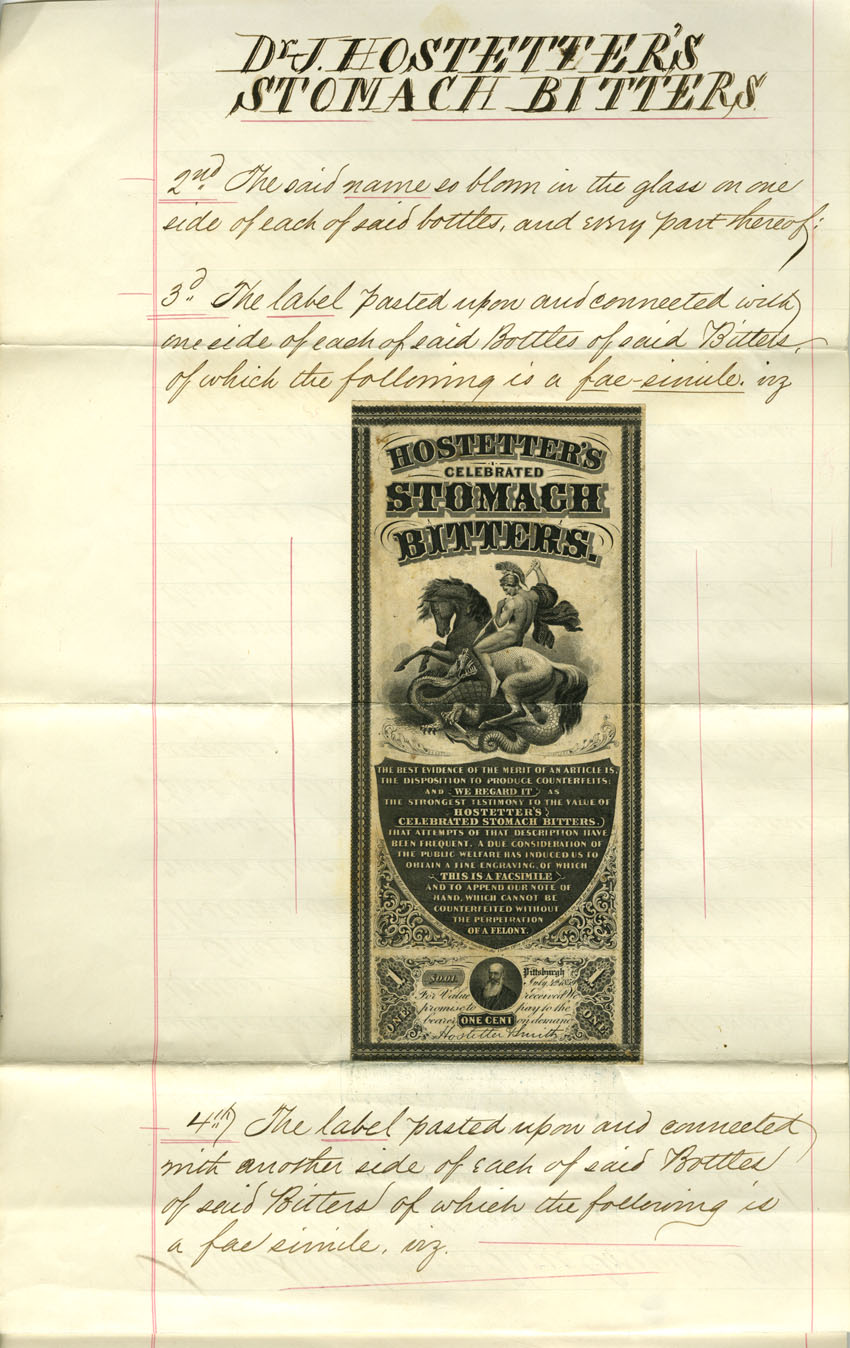 Dr. J. HOSTETTER'S
STOMACH BITTERS
2nd. The said name so blown in the glass on one
side of each of said bottles, and every part thereof:
3d. The label pasted upon and connected with
one side of each of said Bottles of said Bitters,
of which the following is a fac-simile. viz
HOSTETTER'S
CELEBRATED
STOMACH
BITTERS.
THE BEST EVIDENCE OF THE MERIT OF AN ARTICLE IS,
THE DISPOSITION TO PRODUCE COUNTERFEITS;
AND WE REGARD IT AS
THE STRONGEST TESTIMONY TO THE VALUE OF
HOSTETTER'S
CELEBRATED STOMACH BITTERS.
THAT ATTEMPTS OF THAT DESCRIPTION HAVE
BEEN FREQUENT. A DUE CONSIDERATION OF
THE PUBLIC WELFARE HAS INDUCED US TO
OBTAIN A FINE ENGRAVING, OF WHICH
THIS IS A FACSIMILE
AND TO APPEND OUR NOTE OF
HAND, WHICH CANNOT BE
COUNTERFEITED WITHOUT
THE PERPETRATION
OF A FELONY.
1 $0.01. Pittsburgh 1
July 4th
For Value received We
promise to pay to the
ONE bearer ONE CENT on demand ONE
Hostetter & Smith
4th. The label pasted upon and connected
with another side of each of said Bottles
of said Bitters of which the following is
a fac simile, viz.